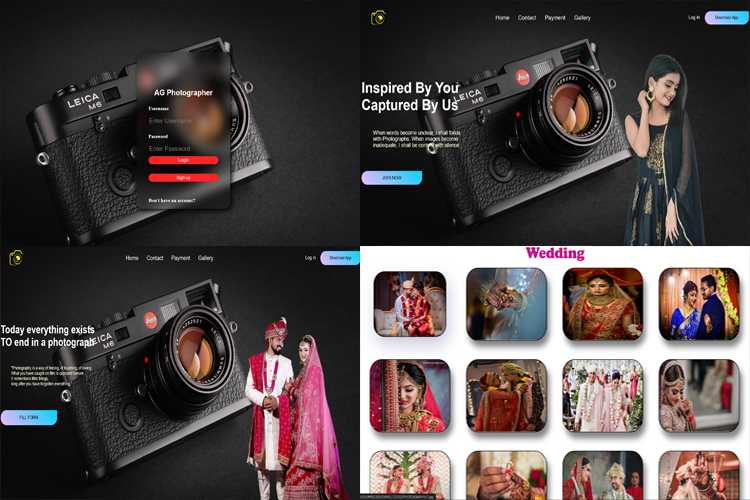 LEICA
M6
AG Photographer
Username
Enter Username
Password
Enter Password
Login
Sign up
Don't have an account?
Home Contact Payment Gallery
Log in
Download App
LEICA
M6
Leica
Inspired By You
Captured By Us
When words become unclear, I shall focus
with Photographs. When images become
inadequate, I shall be content with silence
JOIN NOW
Home Contact Payment Gallery
Log in
Download App
LEICA
M6
Leica
Today everything exists
TO end in a photograph
"Photography is a way of feeling, of touching, of loving.
What you have caught on film is captured forever...
It remembers little things,
long after you have forgotten everything."
FILL FORM
Wedding